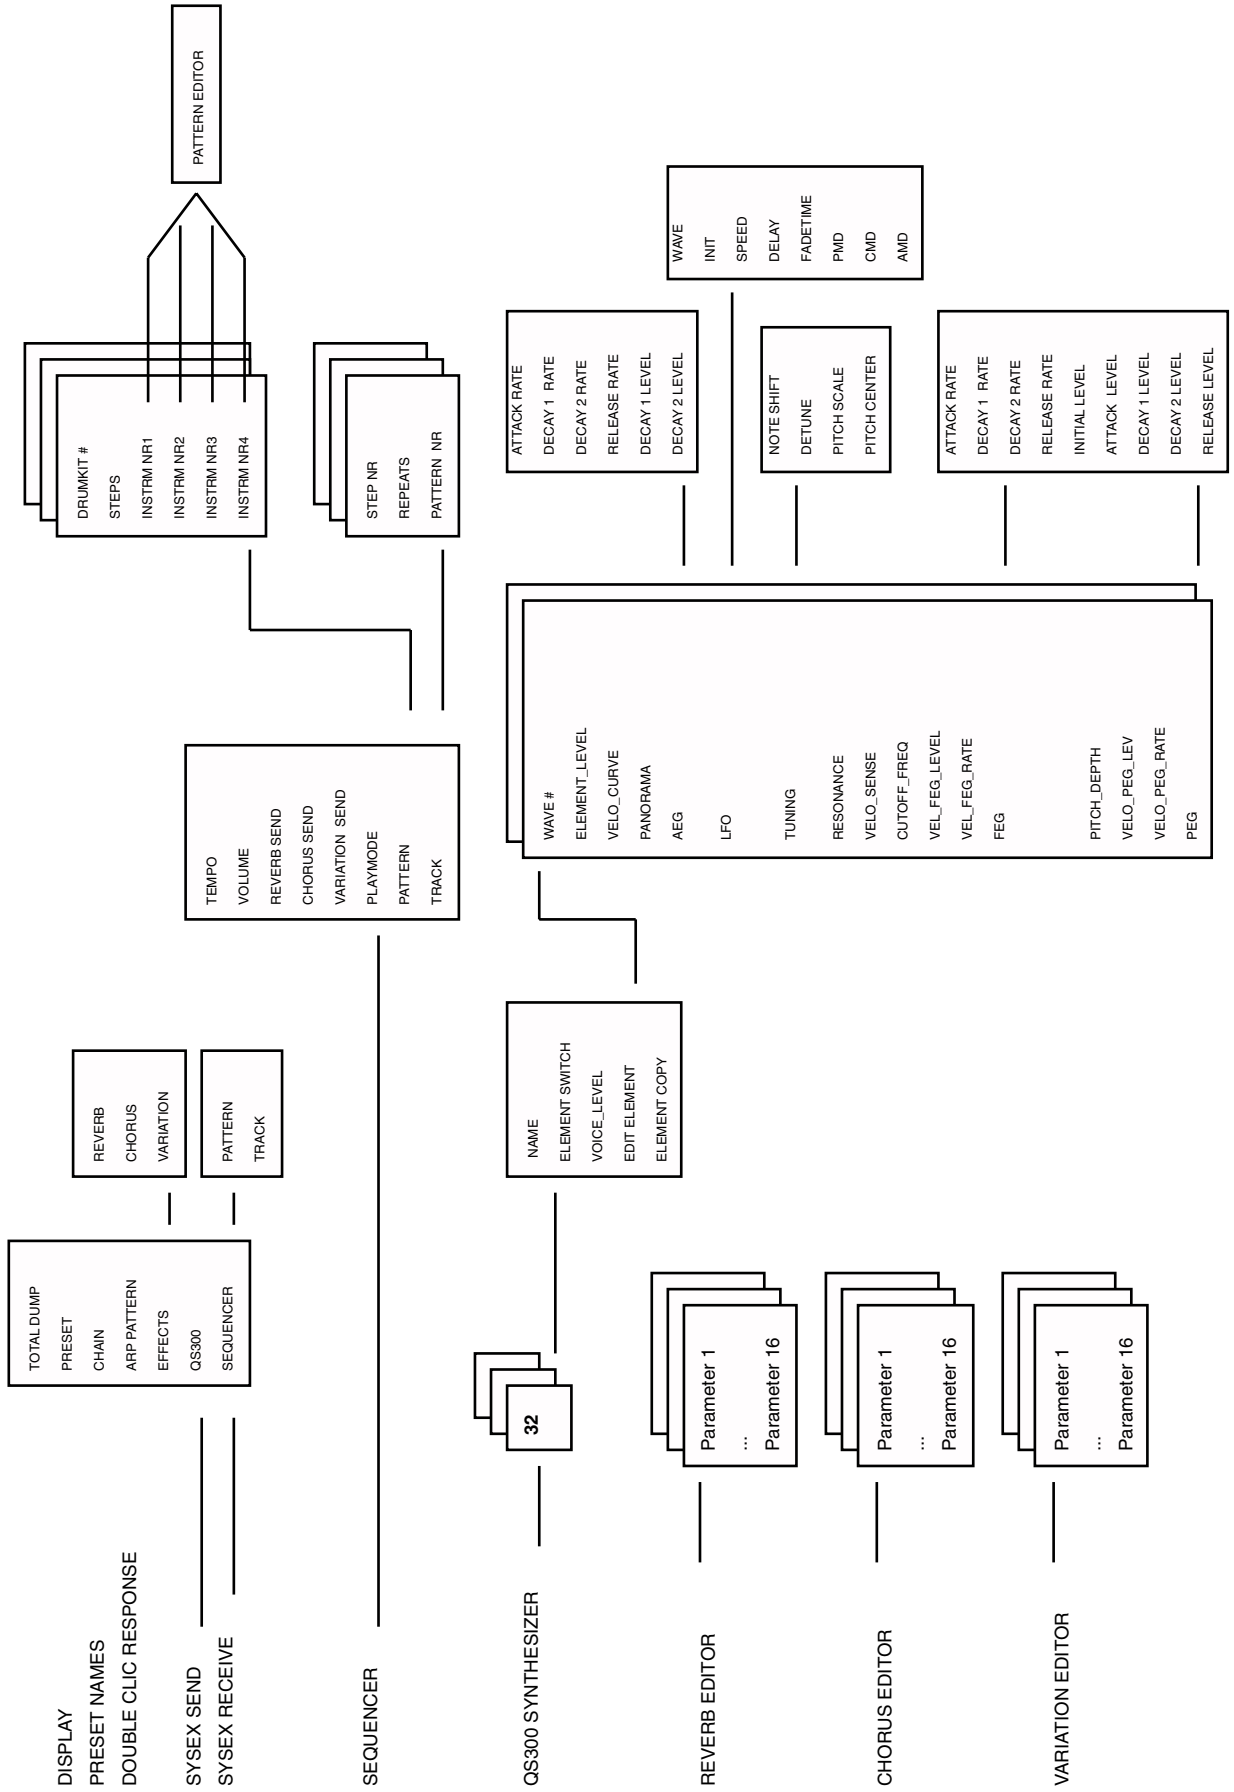 DISPLAY
PRESET NAMES
DOUBLE CLIC RESPONSE
SYSEX SEND
SYSEX RECEIVE
TOTAL DUMP
PRESET
CHAIN
ARP PATTERN
EFFECTS
QS300
SEQUENCER
REVERB
CHORUS
VARIATION
PATTERN
TRACK
SEQUENCER
TEMPO
VOLUME
REVERB SEND
CHORUS SEND
VARIATION SEND
PLAYMODE
PATTERN
TRACK
DRUMKIT #
STEPS
INSTRM NR1
INSTRM NR2
INSTRM NR3
INSTRM NR4
PATTERN EDITOR
STEP NR
REPEATS
PATTERN NR
QS300 SYNTHESIZER
32
NAME
ELEMENT SWITCH
VOICE_LEVEL
EDIT ELEMENT
ELEMENT COPY
WAVE #
ELEMENT_LEVEL
VELO_CURVE
PANORAMA
AEG
LFO
TUNING
RESONANCE
VELO_SENSE
CUTOFF_FREQ
VEL_FEG_LEVEL
VEL_FEG_RATE
FEG
PITCH_DEPTH
VELO_PEG_LEV
VELO_PEG_RATE
PEG
ATTACK RATE
DECAY 1 RATE
DECAY 2 RATE
RELEASE RATE
DECAY 1 LEVEL
DECAY 2 LEVEL
WAVE
INIT
SPEED
DELAY
FADETIME
PMD
CMD
AMD
NOTE SHIFT
DETUNE
PITCH SCALE
PITCH CENTER
ATTACK RATE
DECAY 1 RATE
DECAY 2 RATE
RELEASE RATE
INITIAL LEVEL
ATTACK LEVEL
DECAY 1 LEVEL
DECAY 2 LEVEL
RELEASE LEVEL
REVERB EDITOR
Parameter 1
...
Parameter 16
CHORUS EDITOR
Parameter 1
...
Parameter 16
VARIATION EDITOR
Parameter 1
...
Parameter 16